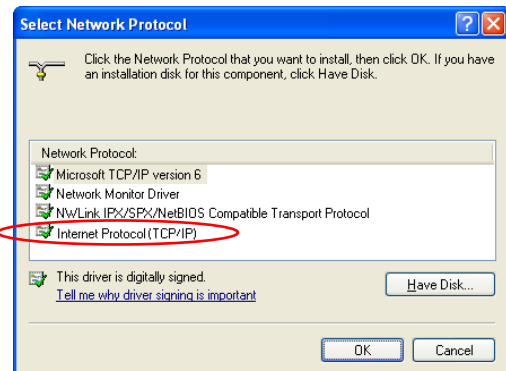 Select Network Protocol
Click the Network Protocol that you want to install, then click OK. If you have
an installation disk for this component, click Have Disk.
Network Protocol:
Microsoft TCP/IP version 6
Network Monitor Driver
NWLink IPX/SPX/NetBIOS Compatible Transport Protocol
Internet Protocol (TCP/IP)
This driver is digitally signed.
Tell me why driver signing is important
Have Disk...
OK
Cancel